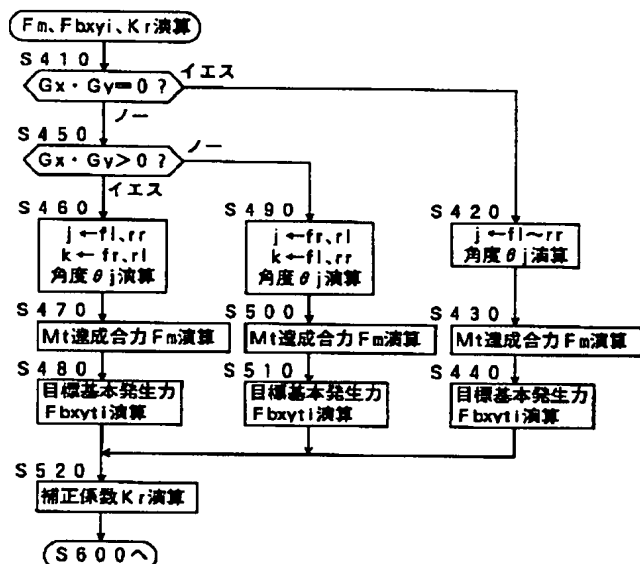 Fm、Fbxyi、Kr演算
S410
イエス
Gx・Gy=0?
ノー
S450
ノー
Gx・Gy>0?
イエス
S460
j←fl、rr
k←fr、rl
角度θj演算
S490
j←fr、rl
k←fl、rr
角度θj演算
S420
j←fl〜rr
角度θj演算
S470
Mt達成合力Fm演算
S500
Mt達成合力Fm演算
S430
Mt達成合力Fm演算
S480
目標基本発生力
Fbxyti演算
S510
目標基本発生力
Fbxyti演算
S440
目標基本発生力
Fbxyti演算
S520
補正係数Kr演算
S600へ